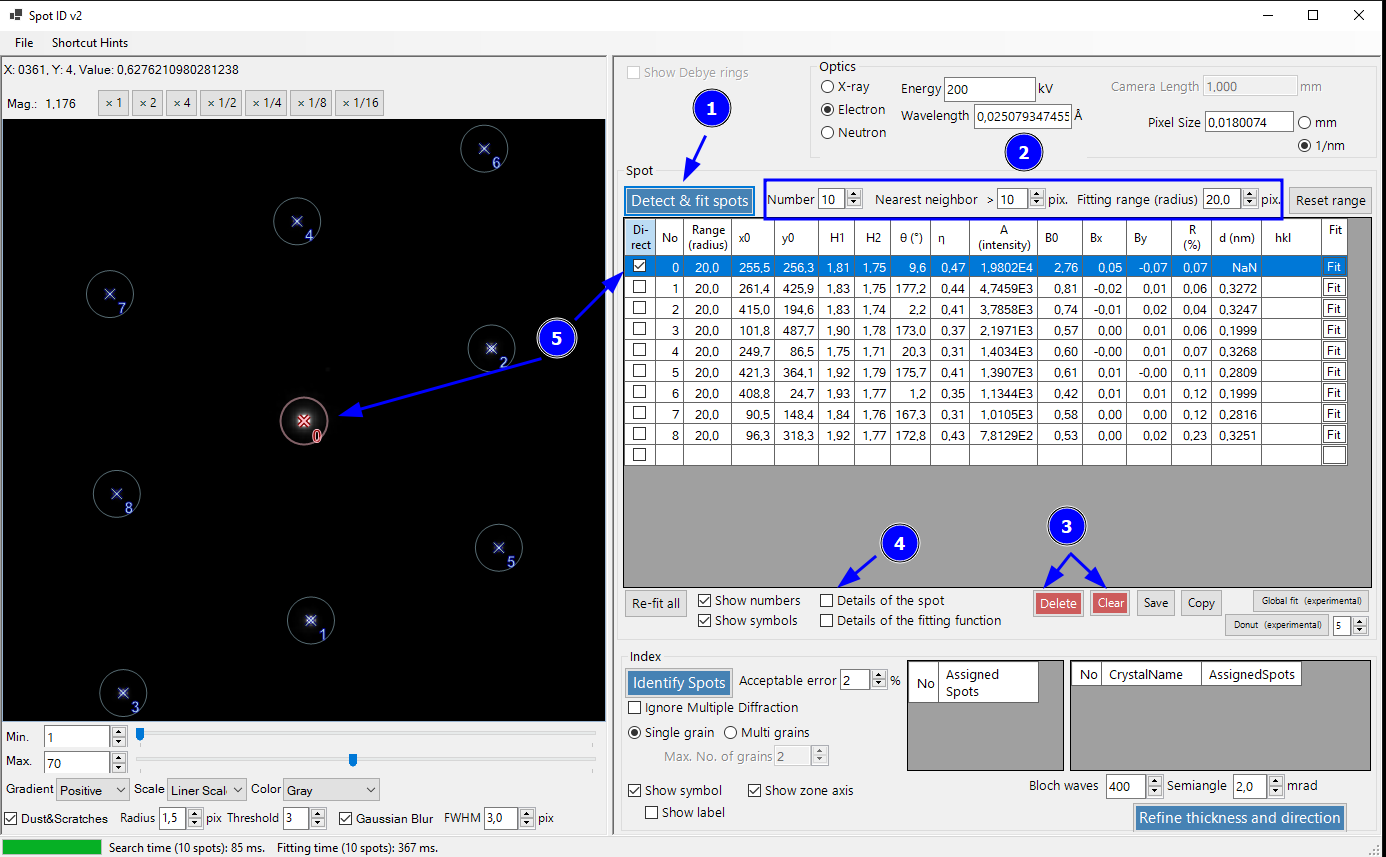 Spot ID v2
File Shortcut Hints
X: 0361, Y: 4, Value: 0,6276210980281238
Mag.: 1,176 × 1 × 2 × 4 × 1/2 × 1/4 × 1/8 × 1/16
6
4
7
2
0
8
5
1
3
Min. 1
Max. 70
Gradient Positive Scale Liner Scal Color Gray
Dust&Scratches Radius 1,5 pix Threshold 3 Gaussian Blur FWHM 3,0 pix
Search time (10 spots): 85 ms. Fitting time (10 spots): 367 ms.
Show Debye rings
1
Optics
X-ray
Electron
Neutron
Energy 200 kV
Wavelength 0,025079347455 Å
2
Camera Length 1,000 mm
Pixel Size 0,0180074 mm
1/nm
Spot
Detect & fit spots Number 10 Nearest neighbor > 10 pix. Fitting range (radius) 20,0 pix. Reset range
Di-rect No Range (radius) x0 y0 H1 H2 θ (°) η A (intensity) B0 Bx By R (%) d (nm) hkl Fit
0 20,0 255,5 256,3 1,81 1,75 9,6 0,47 1,9802E4 2,76 0,05 -0,07 0,07 NaN Fit
1 20,0 261,4 425,9 1,83 1,75 177,2 0,44 4,7459E3 0,81 -0,02 0,01 0,06 0,3272 Fit
2 20,0 415,0 194,6 1,83 1,74 2,2 0,41 3,7858E3 0,74 -0,01 0,02 0,04 0,3247 Fit
3 20,0 101,8 487,7 1,90 1,78 173,0 0,37 2,1971E3 0,57 0,00 0,01 0,06 0,1999 Fit
4 20,0 249,7 86,5 1,75 1,71 20,3 0,31 1,4034E3 0,60 -0,00 0,01 0,07 0,3268 Fit
5 20,0 421,3 364,1 1,92 1,79 175,7 0,41 1,3907E3 0,61 0,01 -0,00 0,11 0,2809 Fit
6 20,0 408,8 24,7 1,93 1,77 1,2 0,35 1,1344E3 0,42 0,01 0,01 0,12 0,1999 Fit
7 20,0 90,5 148,4 1,84 1,76 167,3 0,31 1,0105E3 0,58 0,00 0,00 0,12 0,2816 Fit
8 20,0 96,3 318,3 1,92 1,77 172,8 0,43 7,8129E2 0,53 0,00 0,02 0,23 0,3251 Fit
5
4
3
Re-fit all Show numbers Details of the spot Delete Clear Save Copy Global fit (experimental)
Show symbols Details of the fitting function Donut (experimental) 5
Index
Identify Spots Acceptable error 2 %
Ignore Multiple Diffraction
Single grain Multi grains
Max. No. of grains 2
Show symbol Show zone axis
Show label
No Assigned Spots
No CrystalName AssignedSpots
Bloch waves 400 Semiangle 2,0 mrad
Refine thickness and direction